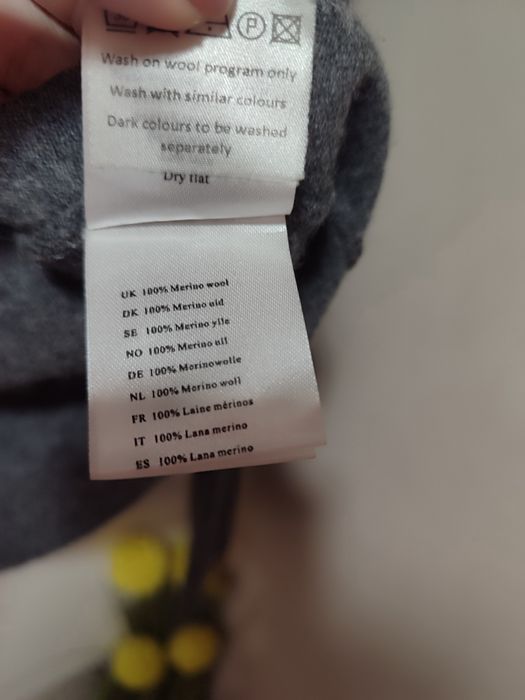 P
Wash on wool program only
Wash with similar colours
Dark colours to be washed
separately
Dry flat
UK 100% Merino wool
DK 100% Merino uld
SE 100% Merino ylle
NO 100% Merino ull
DE 100% Merinowolle
NL 100% Merino woll
FR 100% Laine mérinos
IT 100% Lana merino
ES 100% Lana merino